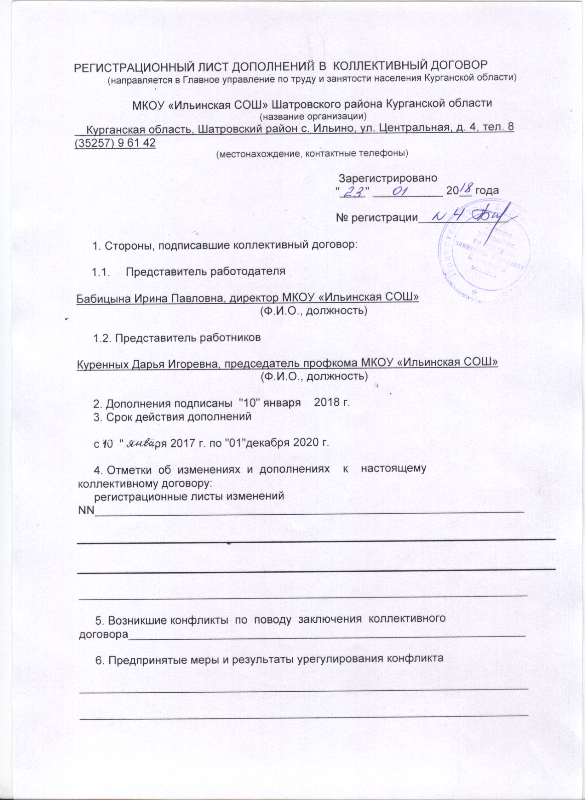 РЕГИСТРАЦИОННЫЙ ЛИСТ ДОПОЛНЕНИЙ В КОЛЛЕКТИВНЫЙ ДОГОВОР
(направляется в Главное управление по труду и занятости населения Курганской области)
МКОУ «Ильинская СОШ» Шатровского района Курганской области
(название организации)
Курганская область, Шатровский район с. Ильино, ул. Центральная, д. 4, тел. 8
(35257) 9 61 42
(местонахождение, контактные телефоны)
Зарегистрировано
"23" 01 2018 года
№ регистрации N 4
1. Стороны, подписавшие коллективный договор:
1.1. Представитель работодателя
Бабицына Ирина Павловна, директор МКОУ «Ильинская СОШ»
(Ф.И.О., должность)
1.2. Представитель работников
Куренных Дарья Игоревна, председатель профкома МКОУ «Ильинская СОШ»
(Ф.И.О., должность)
2. Дополнения подписаны "10" января 2018 г.
3. Срок действия дополнений
с 10 " января 2017 г. по "01"декабря 2020 г.
4. Отметки об изменениях и дополнениях к настоящему
коллективному договору:
регистрационные листы изменений
NN
5. Возникшие конфликты по поводу заключения коллективного
договора
6. Предпринятые меры и результаты урегулирования конфликта